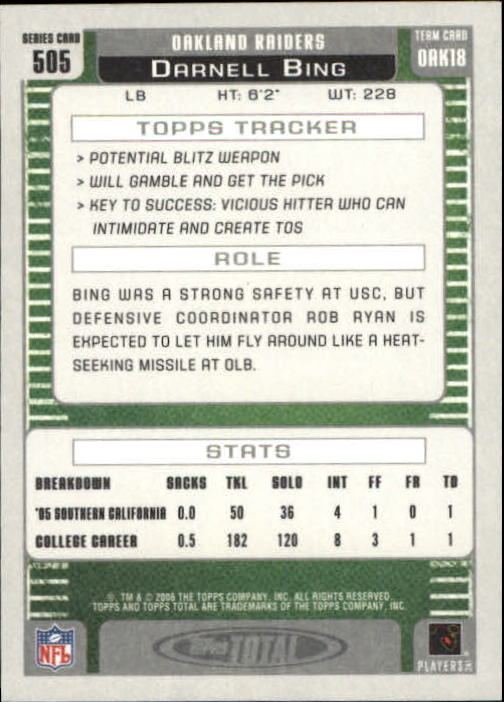 SERIES CARD
505
OAKLAND RAIDERS
DARNELL BING
TEAM CARD
OAK18
LB HT: 6'2" WT: 228
TOPPS TRACKER
> POTENTIAL BLITZ WEAPON
> WILL GAMBLE AND GET THE PICK
> KEY TO SUCCESS: VICIOUS HITTER WHO CAN
INTIMIDATE AND CREATE TOS
ROLE
BING WAS A STRONG SAFETY AT USC, BUT
DEFENSIVE COORDINATOR ROB RYAN IS
EXPECTED TO LET HIM FLY AROUND LIKE A HEAT-
SEEKING MISSILE AT OLB.
STATS
BREAKDOWN SACKS TKL SOLO INT FF FR TD
'05 SOUTHERN CALIFORNIA 0.0 50 36 4 1 0 1
COLLEGE CAREER 0.5 182 120 8 3 1 1
®, TM & © 2006 THE TOPPS COMPANY, INC. ALL RIGHTS RESERVED.
TOPPS AND TOPPS TOTAL ARE TRADEMARKS OF THE TOPPS COMPANY, INC.
NFL
TOTAL
PLAYERS